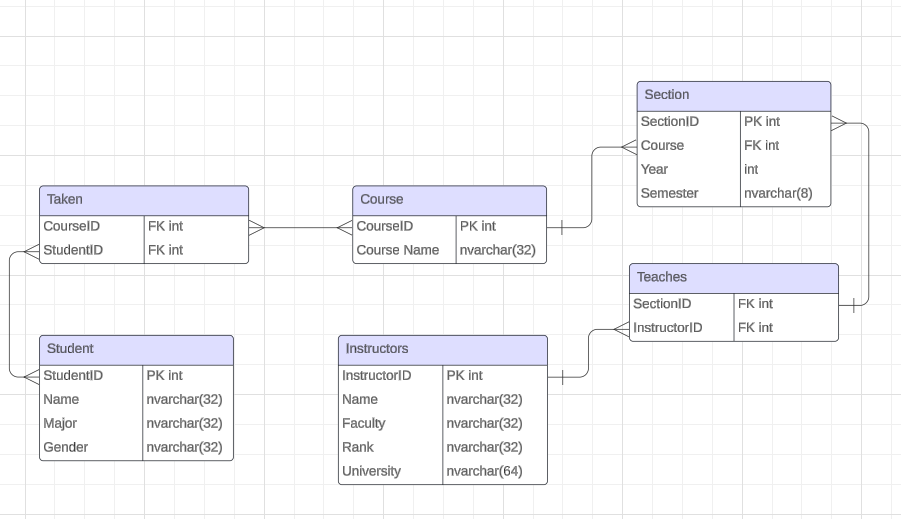 Section
SectionID PK int
Course FK int
Year int
Semester nvarchar(8)
Taken
CourseID FK int
StudentID FK int
Course
CourseID PK int
Course Name nvarchar(32)
Teaches
SectionID FK int
InstructorID FK int
Student
StudentID PK int
Name nvarchar(32)
Major nvarchar(32)
Gender nvarchar(32)
Instructors
InstructorID PK int
Name nvarchar(32)
Faculty nvarchar(32)
Rank nvarchar(32)
University nvarchar(64)